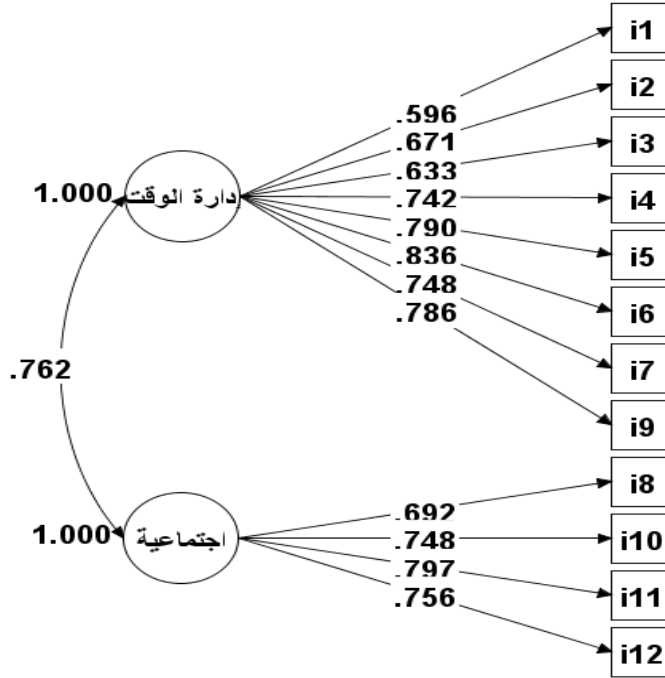 i1
i2
.596
.671
i3
.633
1.000 إدارة الوقت .742
i4
.790
i5
.836
.748
i6
.786
.762
i7
i9
i8
.692
1.000 اجتماعية .748
i10
.797
.756
i11
i12